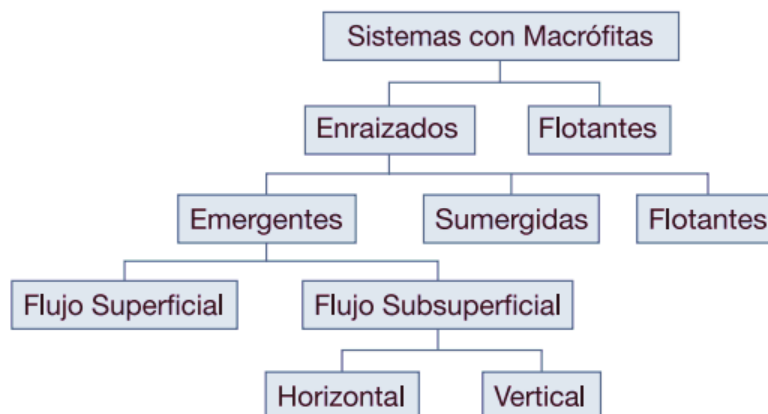 Sistemas con Macrófitas
Enraizados
Flotantes
Emergentes
Sumergidas
Flotantes
Flujo Superficial
Flujo Subsuperficial
Horizontal
Vertical